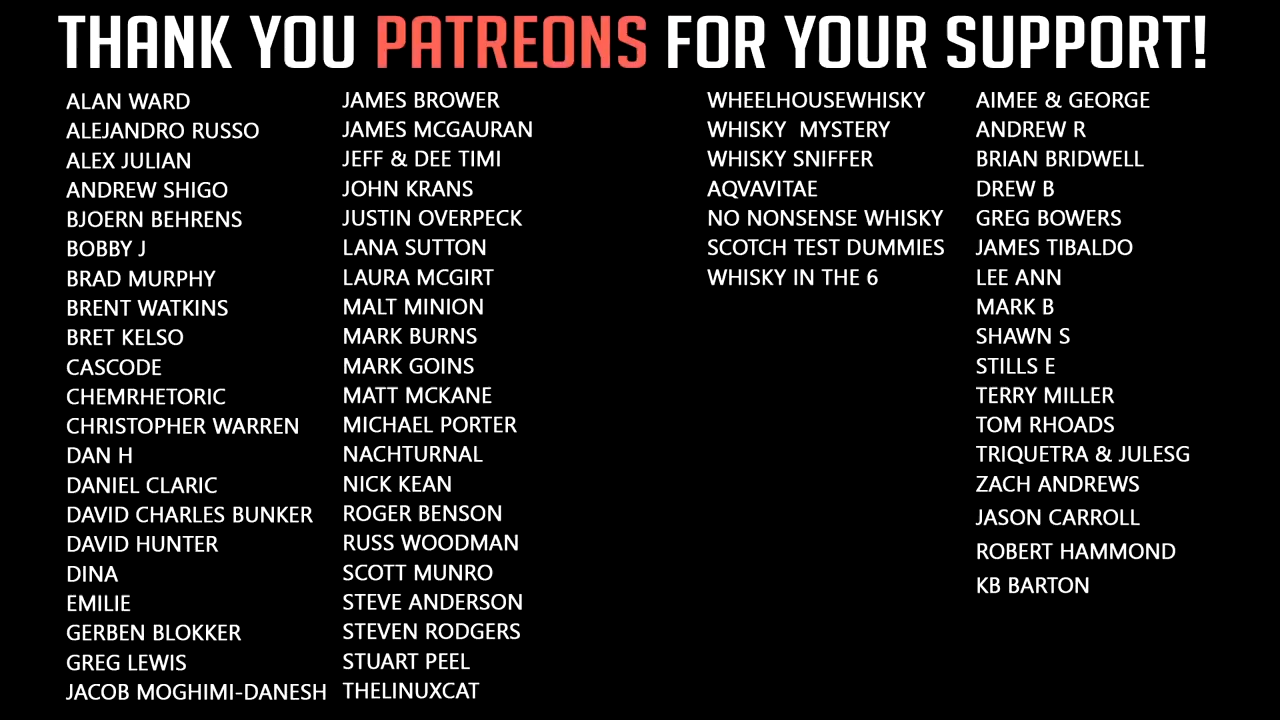 THANK YOU PATREONS FOR YOUR SUPPORT!
ALAN WARD
ALEJANDRO RUSSO
ALEX JULIAN
ANDREW SHIGO
BJOERN BEHRENS
BOBBY J
BRAD MURPHY
BRENT WATKINS
BRET KELSO
CASCODE
CHEMRHETORIC
CHRISTOPHER WARREN
DAN H
DANIEL CLARIC
DAVID CHARLES BUNKER
DAVID HUNTER
DINA
EMILIE
GERBEN BLOKKER
GREG LEWIS
JACOB MOGHIMI-DANESH
JAMES BROWER
JAMES MCGAURAN
JEFF & DEE TIMI
JOHN KRANS
JUSTIN OVERPECK
LANA SUTTON
LAURA MCGIRT
MALT MINION
MARK BURNS
MARK GOINS
MATT MCKANE
MICHAEL PORTER
NACHTURNAL
NICK KEAN
ROGER BENSON
RUSS WOODMAN
SCOTT MUNRO
STEVE ANDERSON
STEVEN RODGERS
STUART PEEL
THELINUXCAT
WHEELHOUSEWHISKY
WHISKY  MYSTERY
WHISKY SNIFFER
AQVAVITAE
NO NONSENSE WHISKY
SCOTCH TEST DUMMIES
WHISKY IN THE 6
AIMEE & GEORGE
ANDREW R
BRIAN BRIDWELL
DREW B
GREG BOWERS
JAMES TIBALDO
LEE ANN
MARK B
SHAWN S
STILLS E
TERRY MILLER
TOM RHOADS
TRIQUETRA & JULESG
ZACH ANDREWS
JASON CARROLL
ROBERT HAMMOND
KB BARTON